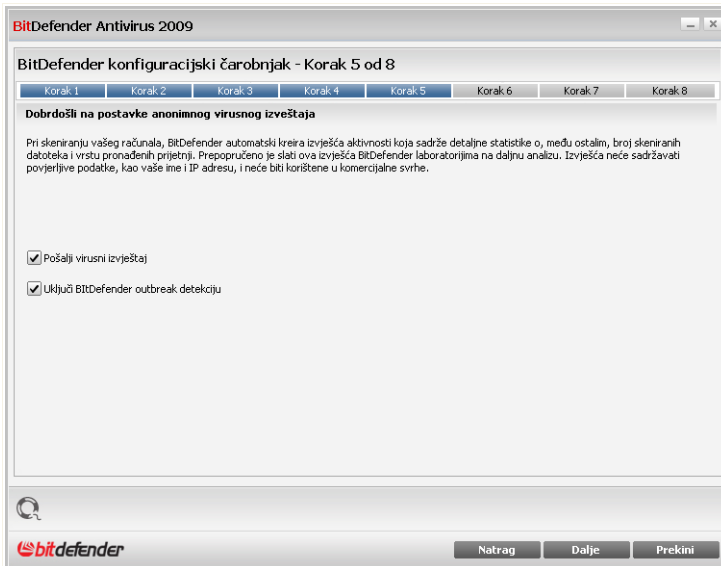 BitDefender Antivirus 2009
BitDefender konfiguracijski čarobnjak - Korak 5 od 8
Korak 1 Korak 2 Korak 3 Korak 4 Korak 5 Korak 6 Korak 7 Korak 8
Dobrdošli na postavke anonimnog virusnog izveštaja
Pri skeniranju vašeg računala, BitDefender automatski kreira izvješća aktivnosti koja sadrže detaljne statistike o, među ostalim, broj skeniranih
datoteka i vrstu pronađenih prijetnji. Prepopručeno je slati ova izvješća BitDefender laboratorijima na daljnu analizu. Izvješća neće sadržavati
povjerljive podatke, kao vaše ime i IP adresu, i neće biti korištene u komercijalne svrhe.
Pošalji virusni izvještaj
Uključi BItDefender outbreak detekciju
bitdefender
Natrag Dalje Prekini